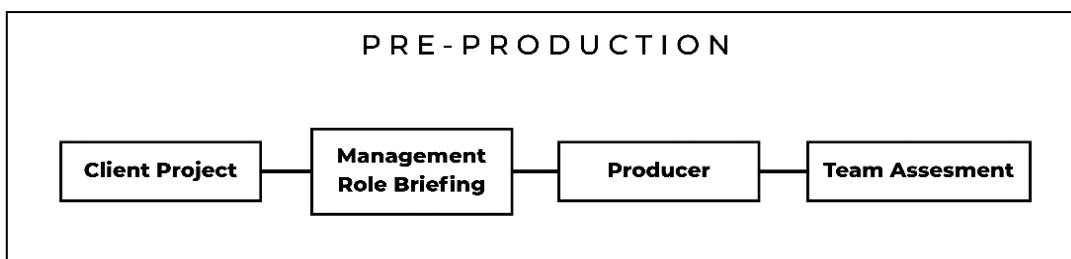 PRE-PRODUCTION
Client Project
Management
Role Briefing
Producer
Team Assesment